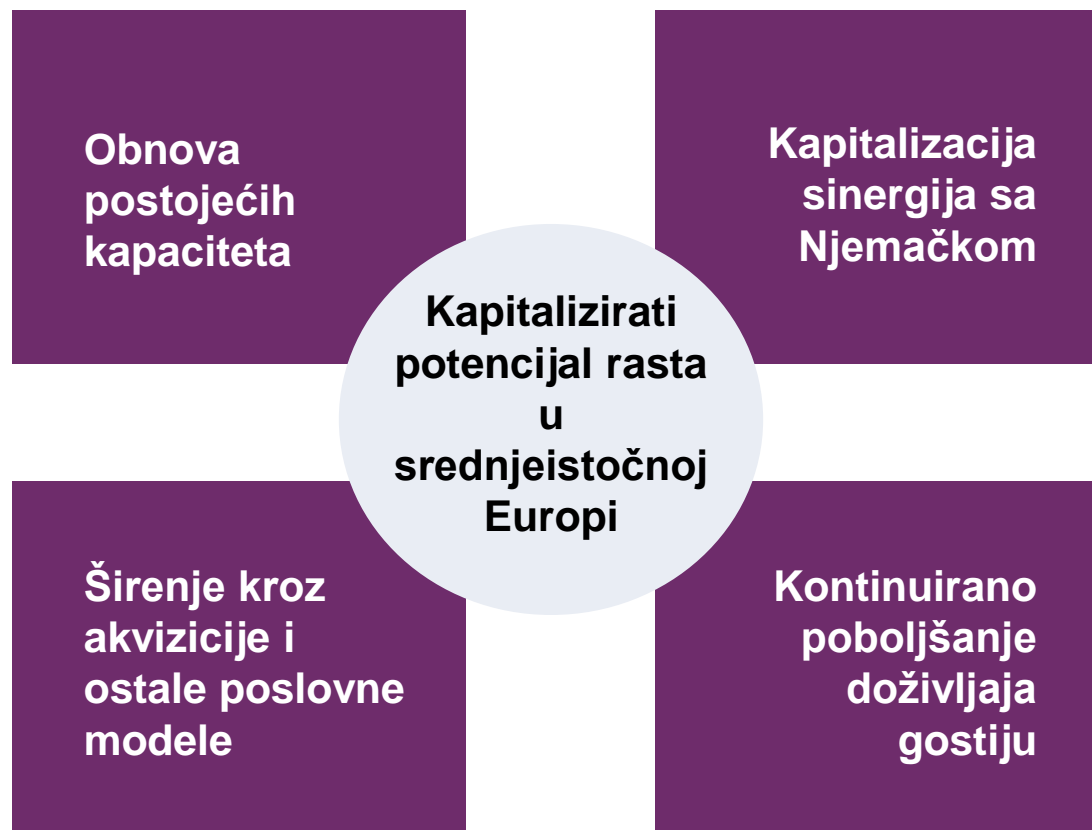 Obnova
postojećih
kapaciteta
Kapitalizacija
sinergija sa
Njemačkom
Kapitalizirati
potencijal rasta
u
srednjeistočnoj
Europi
Širenje kroz
akvizicije i
ostale poslovne
modele
Kontinuirano
poboljšanje
doživljaja
gostiju